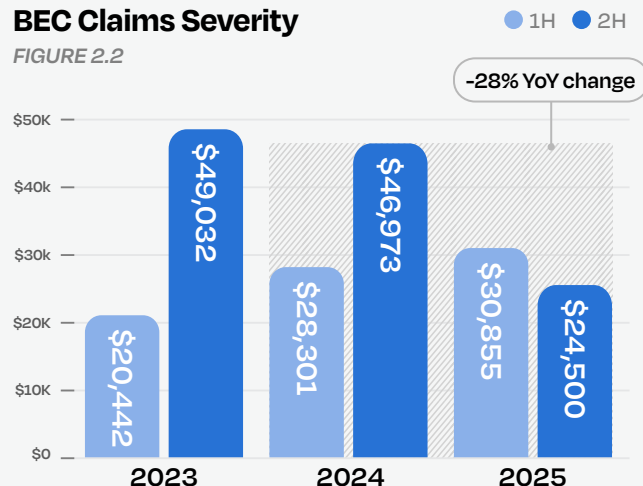 BEC Claims Severity
1H 2H
FIGURE 2.2
-28% YoY change
$50K
$40k
$30K
$20K
$10K
$0
$20,442
$49,032
$28,301
$46,973
$30,855
$24,500
2023 2024 2025